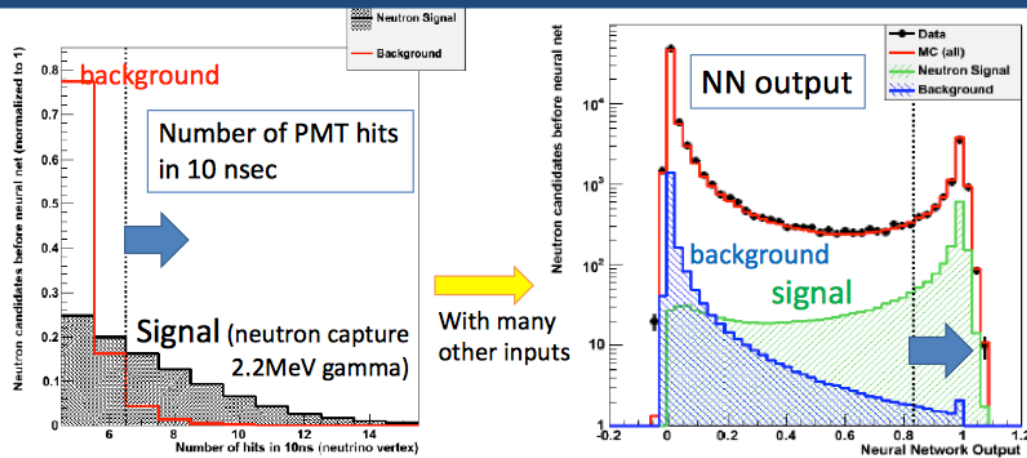 Neutron Signal
Background
Neutron candidates before neural net (normalized to 1)
0.8
0.7
0.6
0.5
0.4
0.3
0.2
0.1
0
background
Number of PMT hits
in 10 nsec
Signal (neutron capture
2.2MeV gamma)
6
8
10
12
14
Number of hits in 10ns (neutrino vertex)
With many
other inputs
Data
MC (all)
Neutron Signal
Background
NN output
Neutron candidates before neural net
10⁴
10³
10²
10
1
background
signal
-0.2
0
0.2
0.4
0.6
0.8
1
1.2
Neural Network Output